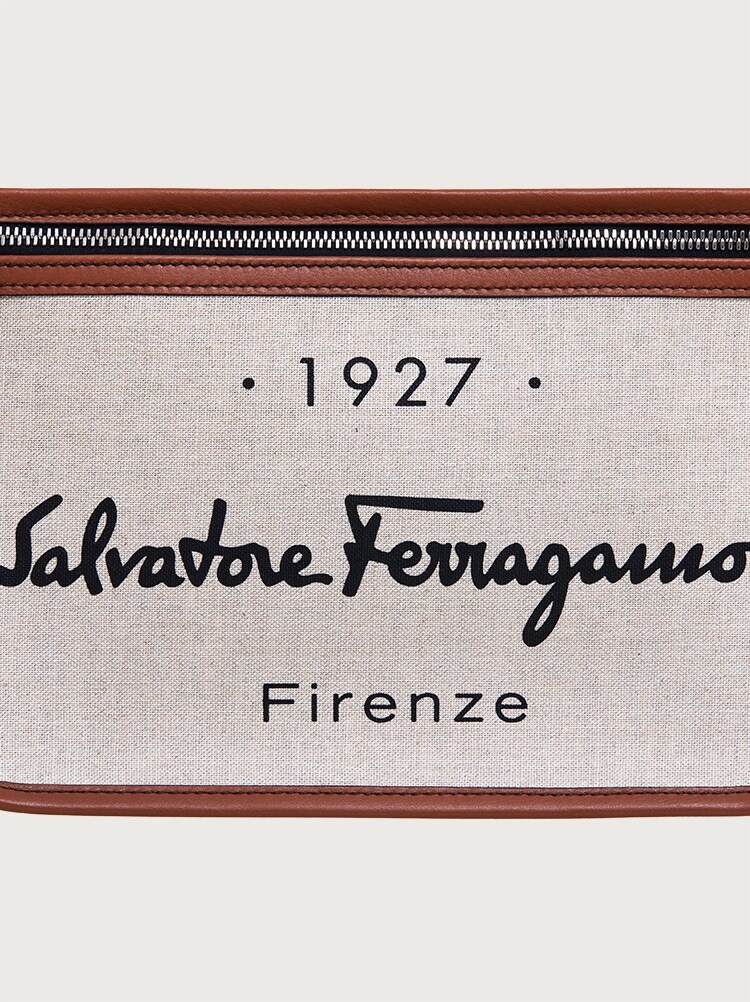 · 1927 ·
Salvatore Ferragamo
Firenze